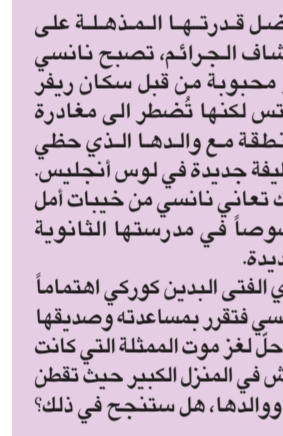 ضل قدرتها المذهلة على
شاف الجرائم، تصبح نانسي
محبوبة من قبل سكان ريفر
تس لكنها تُضطر الى مغادرة
نطقة مع والدها الذي حظي
ليفة جديدة في لوس أنجليس.
ك تعاني نانسي من خيبات أمل
سوصاً في مدرستها الثانوية
ديدة.
ي الفتى البدين كوركي اهتماماً
سي فتقرر بمساعدته وصديقها
حلّ لغز موت الممثلة التي كانت
ش في المنزل الكبير حيث تقطن
ووالدها، هل ستنجح في ذلك؟